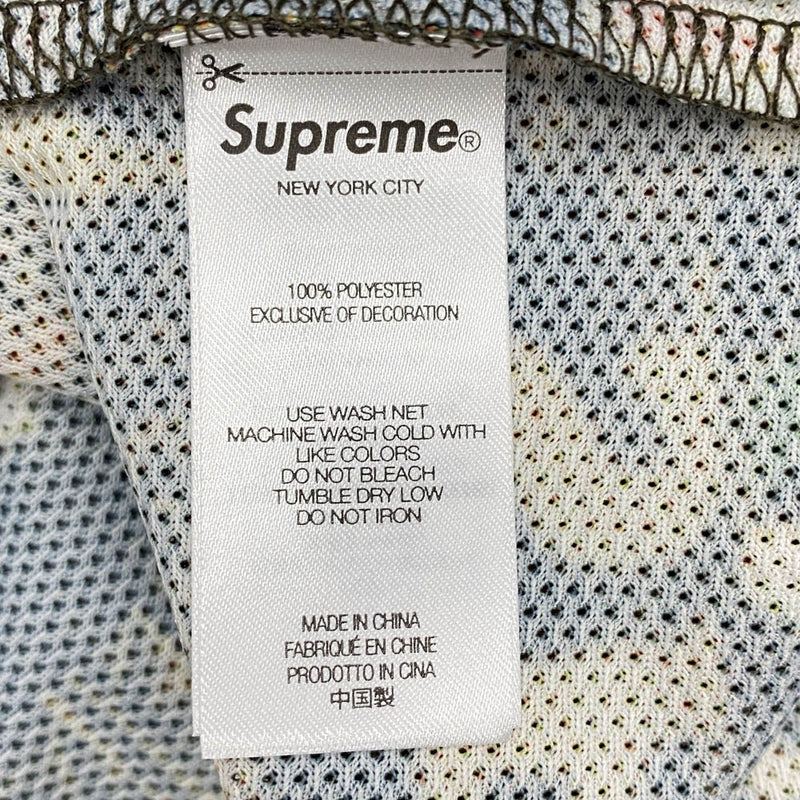 Supreme®
NEW YORK CITY
100% POLYESTER
EXCLUSIVE OF DECORATION
USE WASH NET
MACHINE WASH COLD WITH
LIKE COLORS
DO NOT BLEACH
TUMBLE DRY LOW
DO NOT IRON
MADE IN CHINA
FABRIQUÉ EN CHINE
PRODOTTO IN CINA
中国製